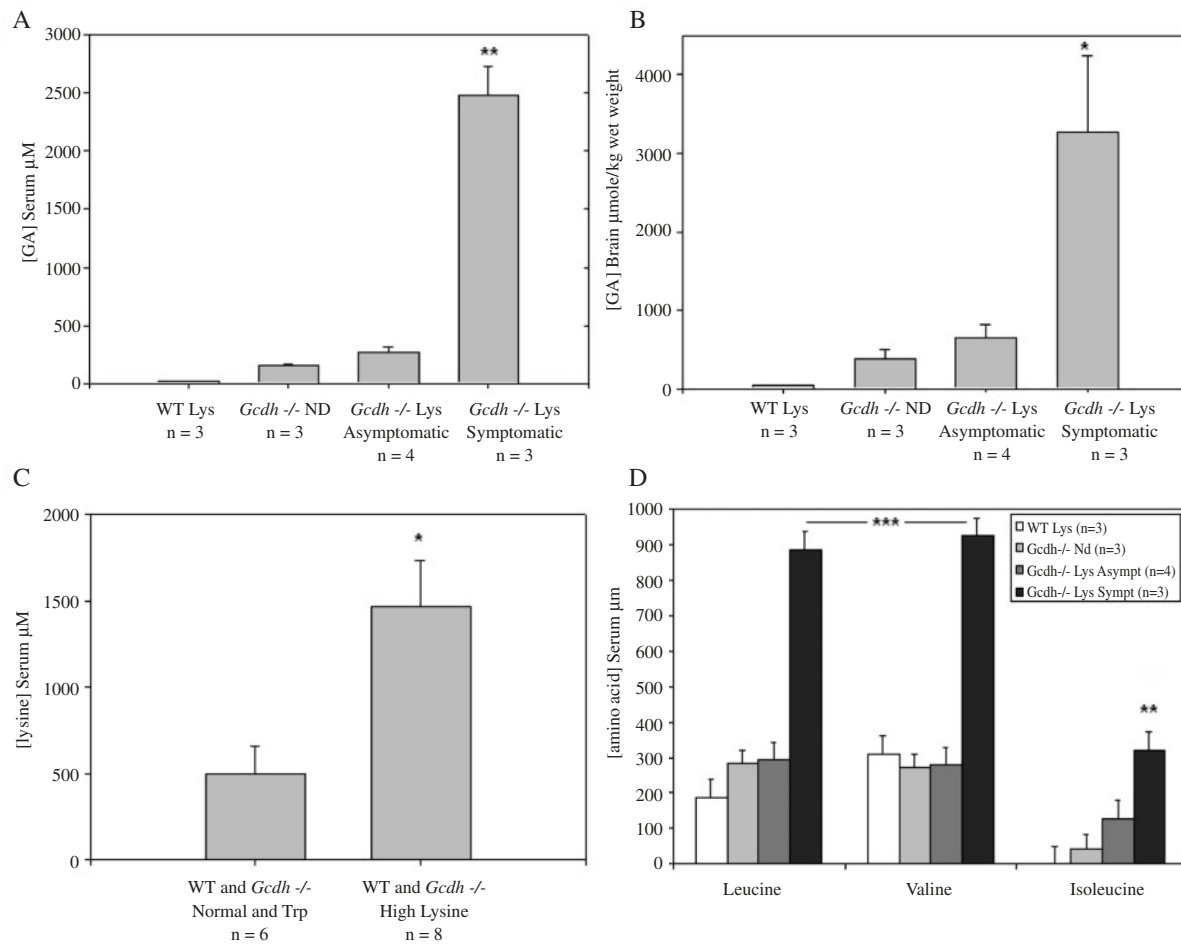 A
3000
2500
2000
1500
1000
500
0
[GA] Serum µM
**
WT Lys
n = 3
Gcdh -/- ND
n = 3
Gcdh -/- Lys
Asymptomatic
n = 4
Gcdh -/- Lys
Symptomatic
n = 3
B
4000
3000
2000
1000
0
[GA] Brain µmole/kg wet weight
*
WT Lys
n = 3
Gcdh -/- ND
n = 3
Gcdh -/- Lys
Asymptomatic
n = 4
Gcdh -/- Lys
Symptomatic
n = 3
C
2000
1500
1000
500
0
[lysine] Serum µM
*
WT and Gcdh -/-
Normal and Trp
n = 6
WT and Gcdh -/-
High Lysine
n = 8
D
1000
900
800
700
600
500
400
300
200
100
0
[amino acid] Serum µm
***
**
WT Lys (n=3)
Gcdh-/- Nd (n=3)
Gcdh-/- Lys Asympt (n=4)
Gcdh-/- Lys Sympt (n=3)
Leucine
Valine
Isoleucine